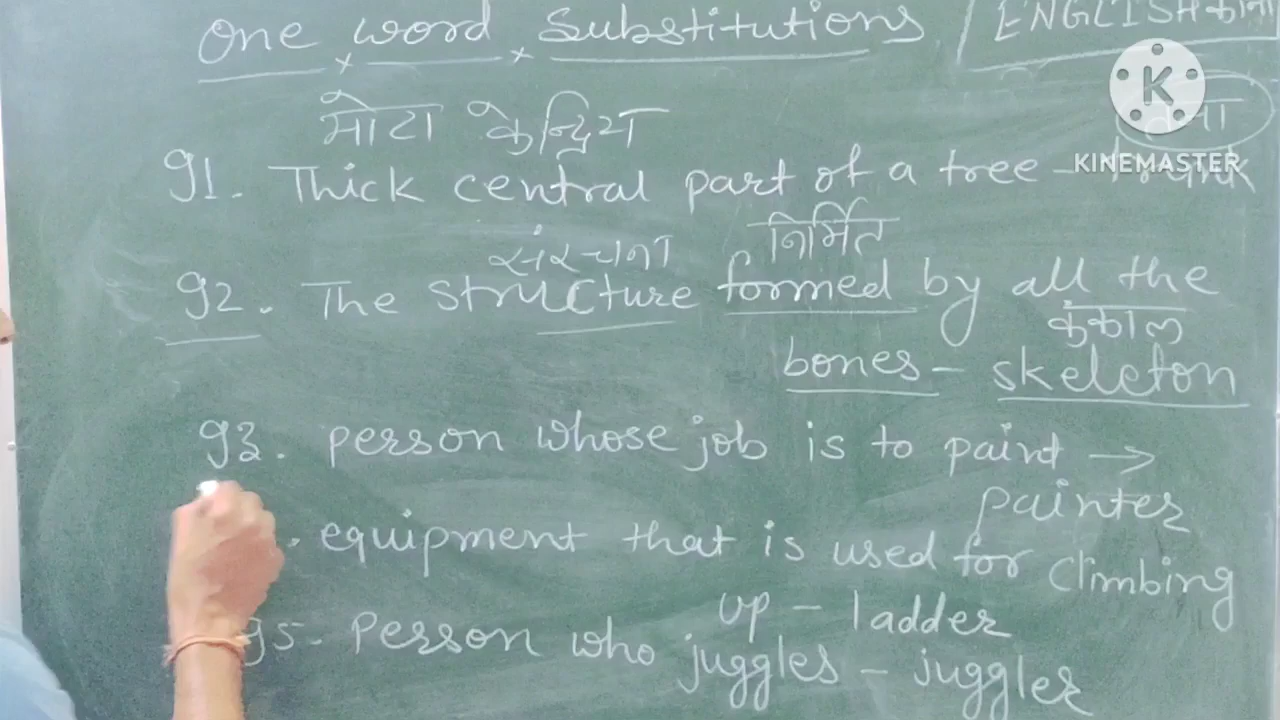 One word Substitutions
ENGLISH
K
KINEMASTER
मोटा केन्द्रिय
91. Thick central part of a tree - trunk
संरचना निर्मित
92. The structure formed by all the
कंकाल
bones - skeleton
93. person whose job is to paint →
painter
. equipment that is used for climbing
up - ladder
95. Person who juggles - juggler